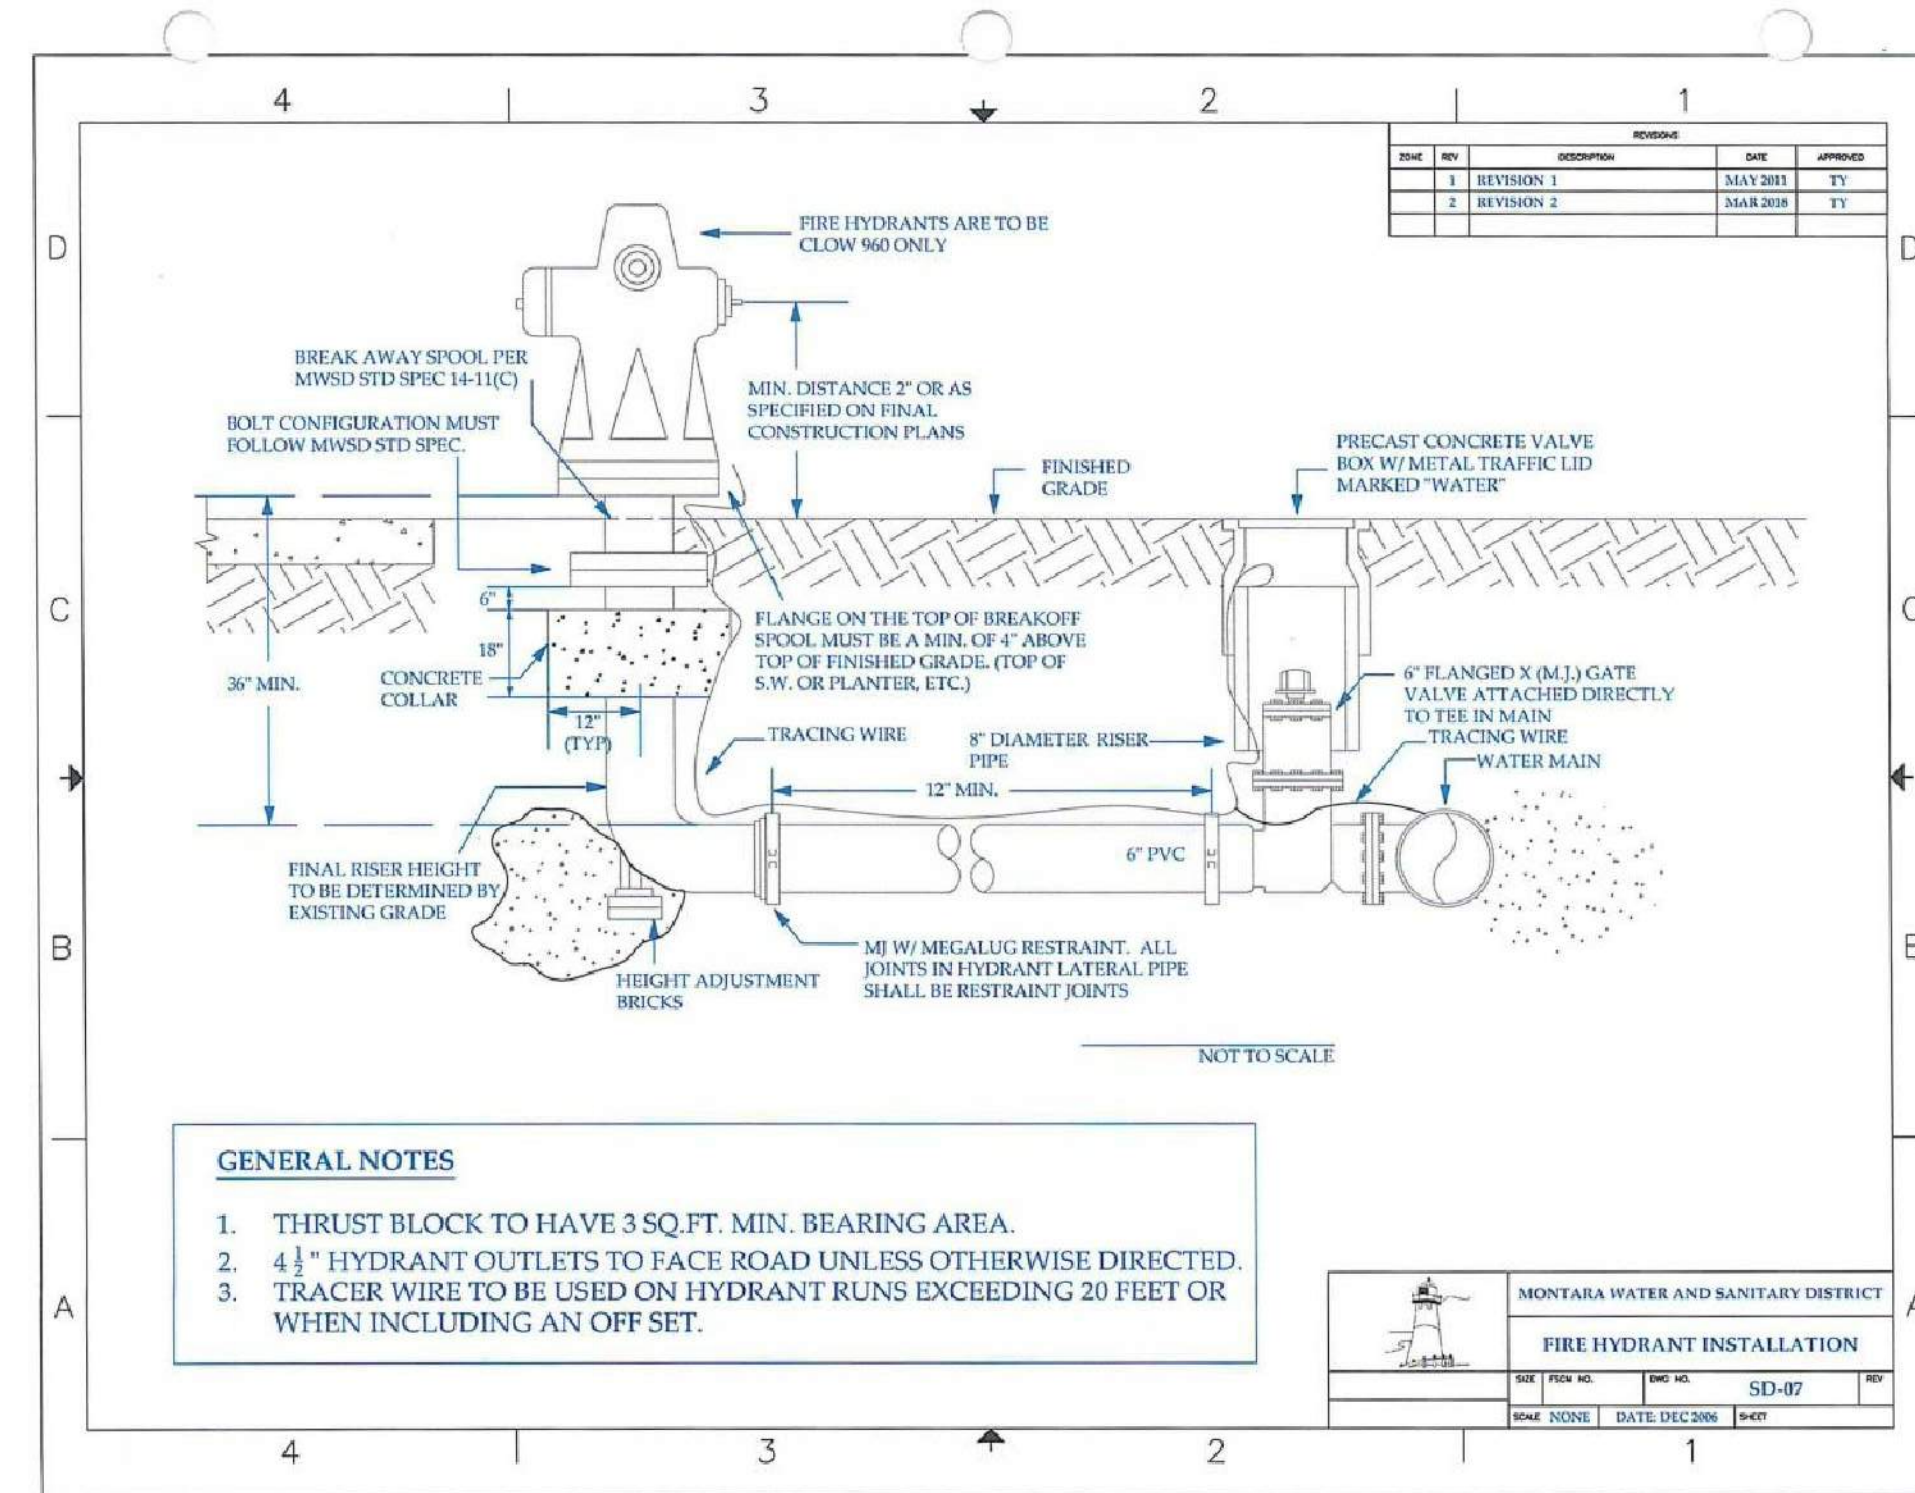 4 3 2 1
REVISIONS
ZONE REV DESCRIPTION DATE APPROVED
1 REVISION 1 MAY 2011 TY
2 REVISION 2 MAR 2018 TY
D D
FIRE HYDRANTS ARE TO BE
CLOW 960 ONLY
BREAK AWAY SPOOL PER
MWSD STD SPEC 14-11(C)
MIN. DISTANCE 2" OR AS
SPECIFIED ON FINAL
CONSTRUCTION PLANS
BOLT CONFIGURATION MUST
FOLLOW MWSD STD SPEC.
FINISHED
GRADE
PRECAST CONCRETE VALVE
BOX W/ METAL TRAFFIC LID
MARKED "WATER"
C C
6"
18"
36" MIN.
CONCRETE
COLLAR
12"
(TYP)
FLANGE ON THE TOP OF BREAKOFF
SPOOL MUST BE A MIN. OF 4" ABOVE
TOP OF FINISHED GRADE. (TOP OF
S.W. OR PLANTER, ETC.)
6" FLANGED X (M.J.) GATE
VALVE ATTACHED DIRECTLY
TO TEE IN MAIN
TRACING WIRE
8" DIAMETER RISER
PIPE
TRACING WIRE
WATER MAIN
12" MIN.
6" PVC
FINAL RISER HEIGHT
TO BE DETERMINED BY
EXISTING GRADE
B B
HEIGHT ADJUSTMENT
BRICKS
MJ W/ MEGALUG RESTRAINT. ALL
JOINTS IN HYDRANT LATERAL PIPE
SHALL BE RESTRAINT JOINTS
NOT TO SCALE
GENERAL NOTES
1. THRUST BLOCK TO HAVE 3 SQ.FT. MIN. BEARING AREA.
2. 4 1/2" HYDRANT OUTLETS TO FACE ROAD UNLESS OTHERWISE DIRECTED.
3. TRACER WIRE TO BE USED ON HYDRANT RUNS EXCEEDING 20 FEET OR
WHEN INCLUDING AN OFF SET.
A A
MONTARA WATER AND SANITARY DISTRICT
FIRE HYDRANT INSTALLATION
SIZE FSCM NO. DWG NO. SD-07 REV
SCALE NONE DATE: DEC 2006 SHEET
4 3 2 1